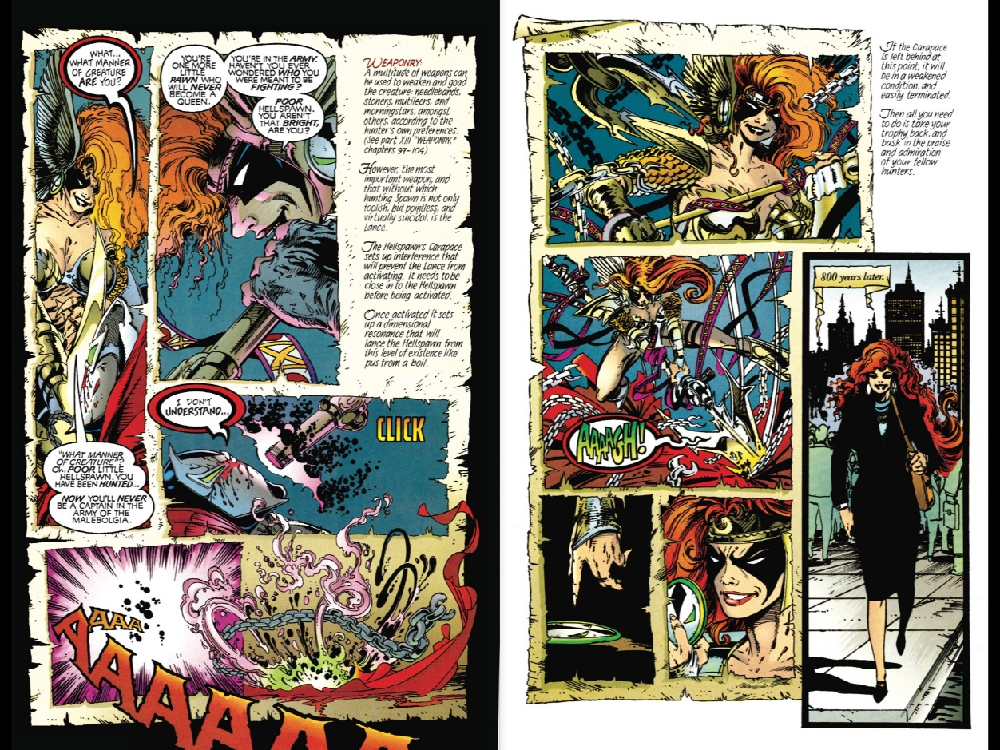 WHAT...
WHAT MANNER
OF CREATURE
ARE YOU?
YOU'RE
ONE MORE
LITTLE
PAWN WHO
WILL NEVER
BECOME A
QUEEN.
YOU'RE IN THE ARMY.
HAVEN'T YOU EVER
WONDERED WHO YOU
WERE MEANT TO BE
FIGHTING?
POOR
HELLSPAWN.
YOU AREN'T
THAT BRIGHT,
ARE YOU?
WEAPONRY:
A multitude of weapons can
be used to weaken and goad
the creature: needlebands,
stoners, mutileers, and
morningstars, amongst
others, according to the
hunter's own preferences.
(See part XIII "WEAPONRY,"
chapters 97-104.)
However, the most
important weapon, and
that without which
hunting Spawn is not only
foolish, but pointless, and
virtually suicidal, is the
Lance.
The Hellspawn's Carapace
sets up interference that
will prevent the Lance from
activating. It needs to be
close in to the Hellspawn
before being activated.
Once activated it sets
up a dimensional
resonance that will
lance the Hellspawn from
this level of existence like
pus from a boil.
"WHAT MANNER
OF CREATURE"?
Oh, POOR LITTLE
HELLSPAWN. YOU
HAVE BEEN HUNTED...
NOW YOU'LL NEVER
BE A CAPTAIN IN THE
ARMY OF THE
MALEBOLGIA.
I DON'T
UNDERSTAND...
CLICK
AAAA
AAAAAA
If the Carapace
is left behind at
this point, it will
be in a weakened
condition, and
easily terminated.
Then all you need
to do is take your
trophy back, and
bask in the praise
and admiration
of your fellow
hunters.
AAAAGH!
800 years later.